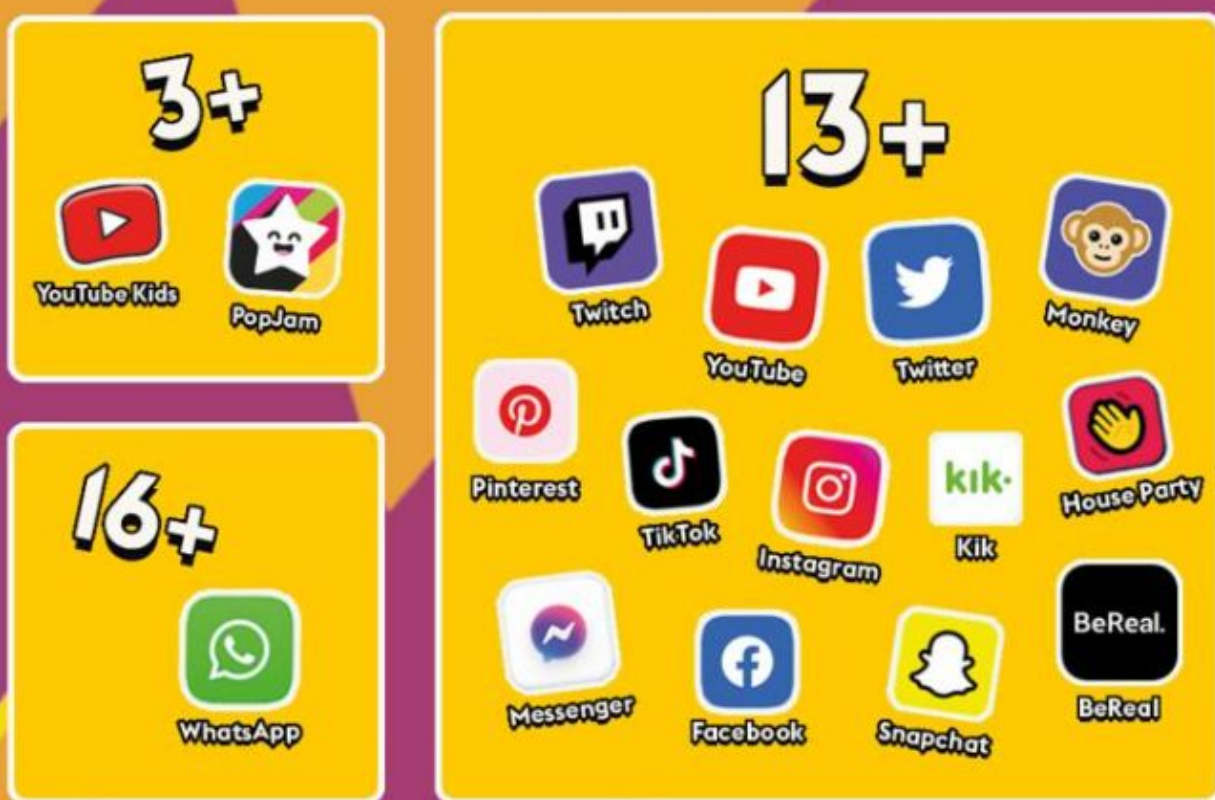 3+
YouTube Kids
PopJam
16+
WhatsApp
13+
Twitch
YouTube
Twitter
Monkey
Pinterest
TikTok
Instagram
kik.
Kik
House Party
Messenger
Facebook
Snapchat
BeReal.
BeReal